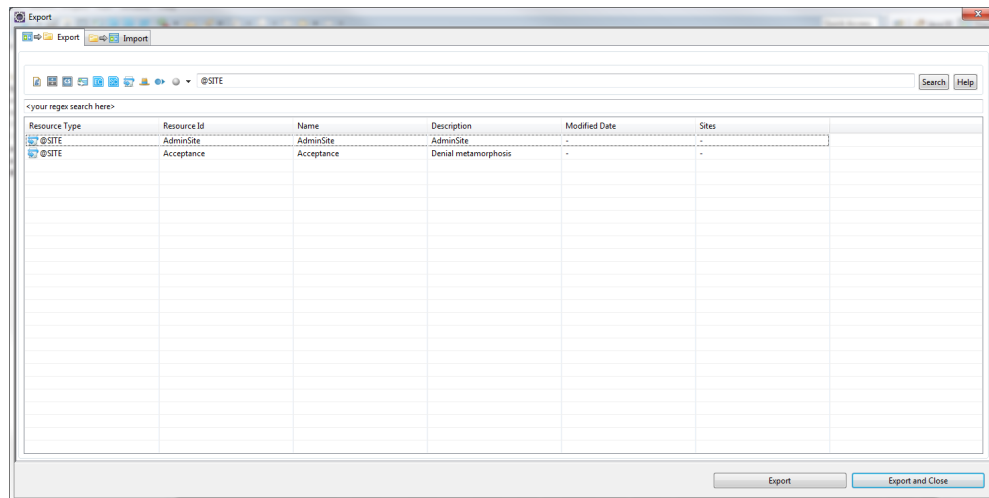 Export
Export Import
@SITE Search Help
<your regex search here>
Resource Type Resource Id Name Description Modified Date Sites
@SITE AdminSite AdminSite AdminSite - -
@SITE Acceptance Acceptance Denial metamorphosis - -
Export Export and Close